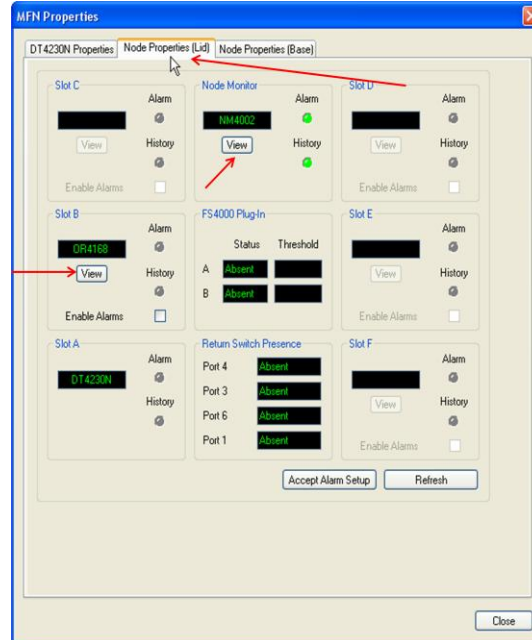 MFN Properties
DT4230N Properties
Node Properties (Lid)
Node Properties (Base)
Slot C
Alarm
View
History
Enable Alarms
Node Monitor
Alarm
NM4002
View
History
Slot D
Alarm
View
History
Enable Alarms
Slot B
Alarm
OR4168
View
History
Enable Alarms
FS4000 Plug-In
Status Threshold
A Absent
B Absent
Slot E
Alarm
View
History
Enable Alarms
Slot A
Alarm
DT4230N
History
Return Switch Presence
Port 4 Absent
Port 3 Absent
Port 6 Absent
Port 1 Absent
Slot F
Alarm
View
History
Enable Alarms
Accept Alarm Setup
Refresh
Close